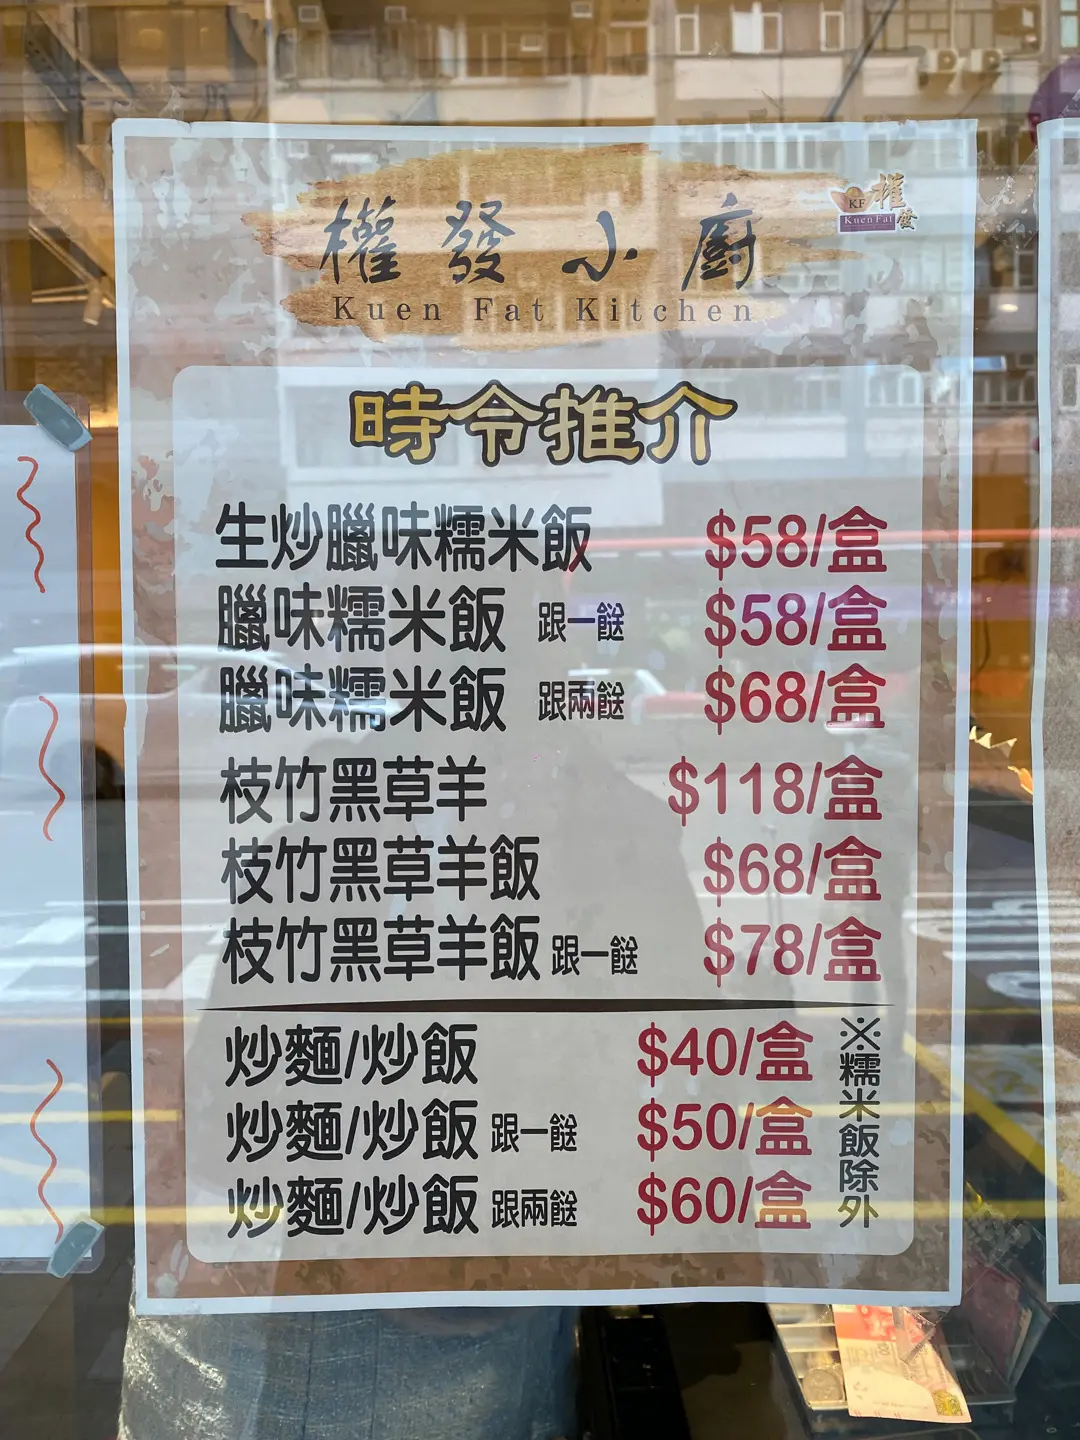 權發小廚
Kuen Fat Kitchen
KF
權發
Kuen Fat
時令推介
生炒臘味糯米飯 $58/盒
臘味糯米飯 跟一餸 $58/盒
臘味糯米飯 跟兩餸 $68/盒
枝竹黑草羊 $118/盒
枝竹黑草羊飯 $68/盒
枝竹黑草羊飯 跟一餸 $78/盒
炒麵/炒飯 $40/盒
炒麵/炒飯 跟一餸 $50/盒
炒麵/炒飯 跟兩餸 $60/盒
※糯米飯除外